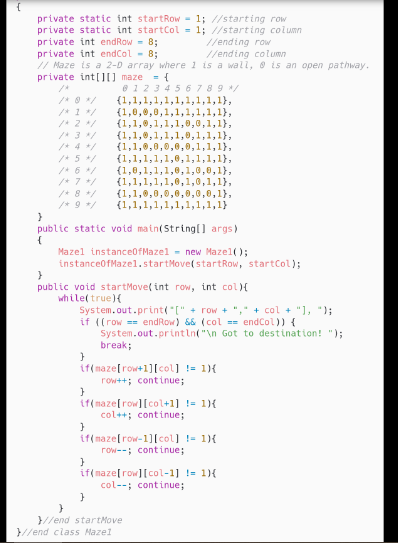 {
    private static int startRow = 1; //starting row
    private static int startCol = 1; //starting column
    private int endRow = 8;         //ending row
    private int endCol = 8;         //ending column
    // Maze is a 2-D array where 1 is a wall, 0 is an open pathway.
    private int[][] maze  = {
        /*         0 1 2 3 4 5 6 7 8 9 */
        /* 0 */   {1,1,1,1,1,1,1,1,1,1},
        /* 1 */   {1,0,0,0,1,1,1,1,1,1},
        /* 2 */   {1,1,0,1,1,1,0,0,1,1},
        /* 3 */   {1,1,0,1,1,1,1,0,1,1},
        /* 4 */   {1,1,0,0,0,0,0,1,1,1},
        /* 5 */   {1,1,1,1,1,0,1,1,1,1},
        /* 6 */   {1,0,1,1,1,0,1,0,0,1},
        /* 7 */   {1,1,1,1,1,0,1,0,1,1},
        /* 8 */   {1,1,0,0,0,0,0,0,0,1},
        /* 9 */   {1,1,1,1,1,1,1,1,1,1}
    }
    public static void main(String[] args)
    {
        Maze1 instanceOfMaze1 = new Maze1();
        instanceOfMaze1.startMove(startRow, startCol);
    }
    public void startMove(int row, int col){
        while(true){
            System.out.print("[" + row + "," + col + "], ");
            if ((row == endRow) && (col == endCol)) {
                System.out.println("\n Got to destination! ");
                break;
            }
            if(maze[row+1][col] != 1){
                row++; continue;
            }
            if(maze[row][col+1] != 1){
                col++; continue;
            }
            if(maze[row-1][col] != 1){
                row--; continue;
            }
            if(maze[row][col-1] != 1){
                col--; continue;
            }
        }
    }//end startMove
}//end class Maze1